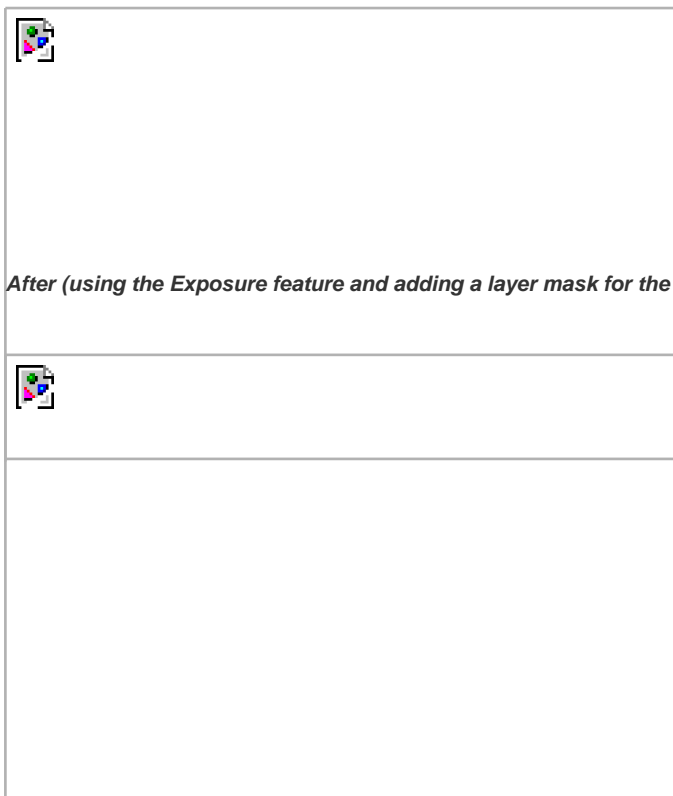 After (using the Exposure feature and adding a layer mask for the